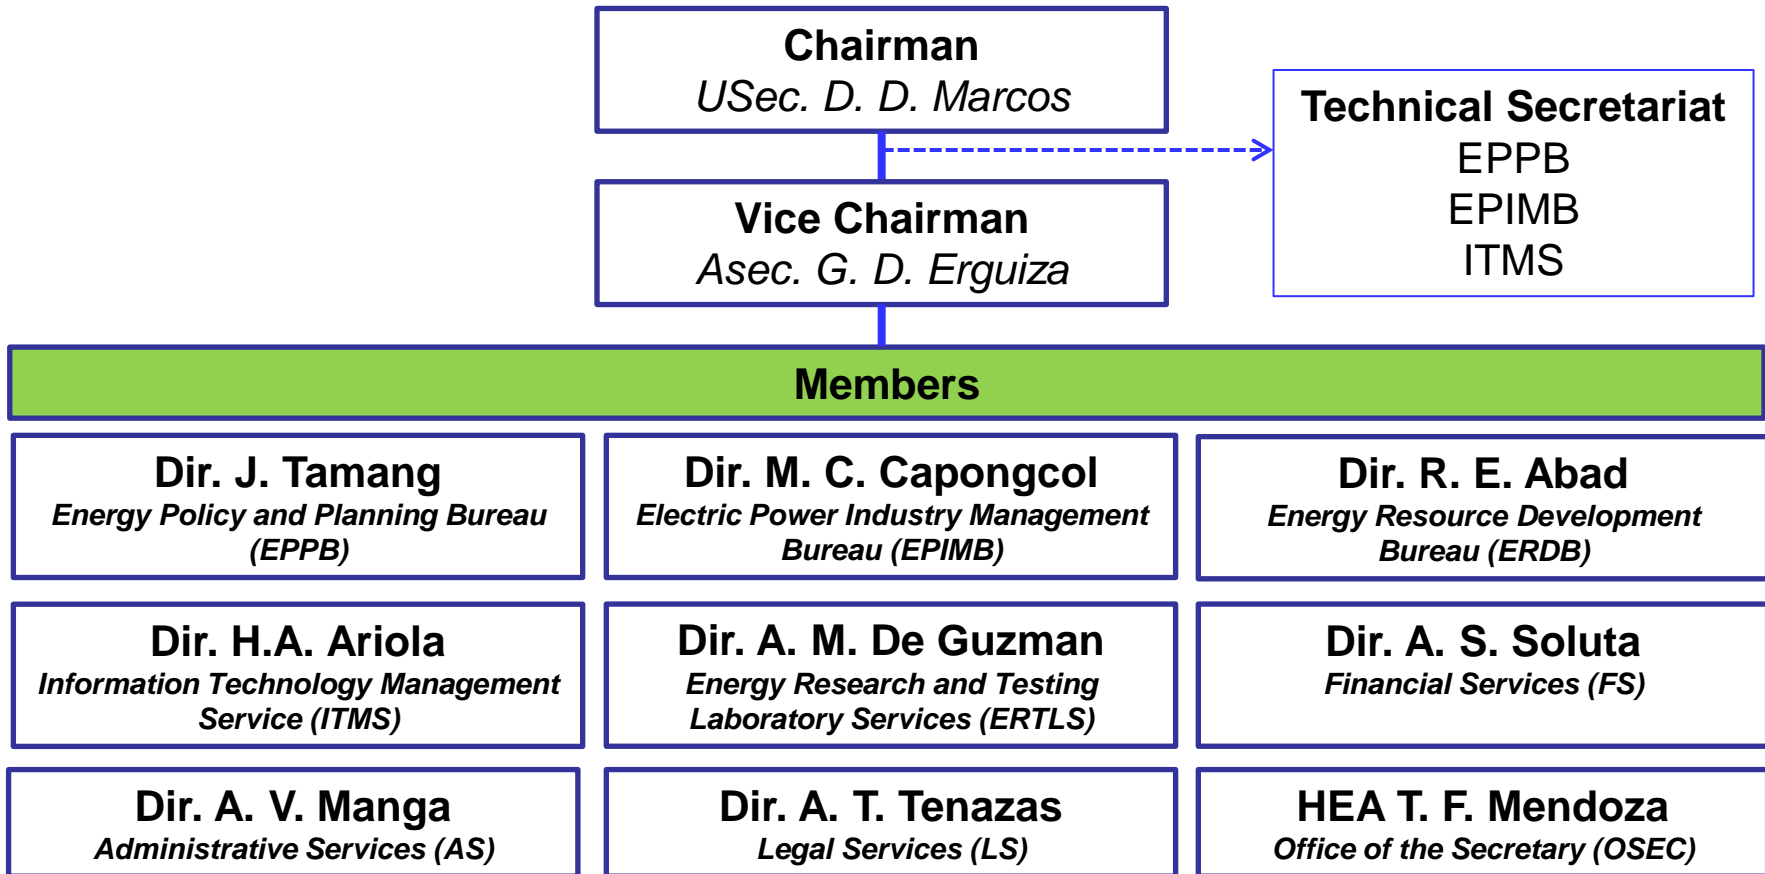 Chairman
USec. D. D. Marcos
Technical Secretariat
EPPB
EPIMB
ITMS
Vice Chairman
Asec. G. D. Erguiza
Members
Dir. J. Tamang
Energy Policy and Planning Bureau
(EPPB)
Dir. M. C. Capongcol
Electric Power Industry Management
Bureau (EPIMB)
Dir. R. E. Abad
Energy Resource Development
Bureau (ERDB)
Dir. H.A. Ariola
Information Technology Management
Service (ITMS)
Dir. A. M. De Guzman
Energy Research and Testing
Laboratory Services (ERTLS)
Dir. A. S. Soluta
Financial Services (FS)
Dir. A. V. Manga
Administrative Services (AS)
Dir. A. T. Tenazas
Legal Services (LS)
HEA T. F. Mendoza
Office of the Secretary (OSEC)